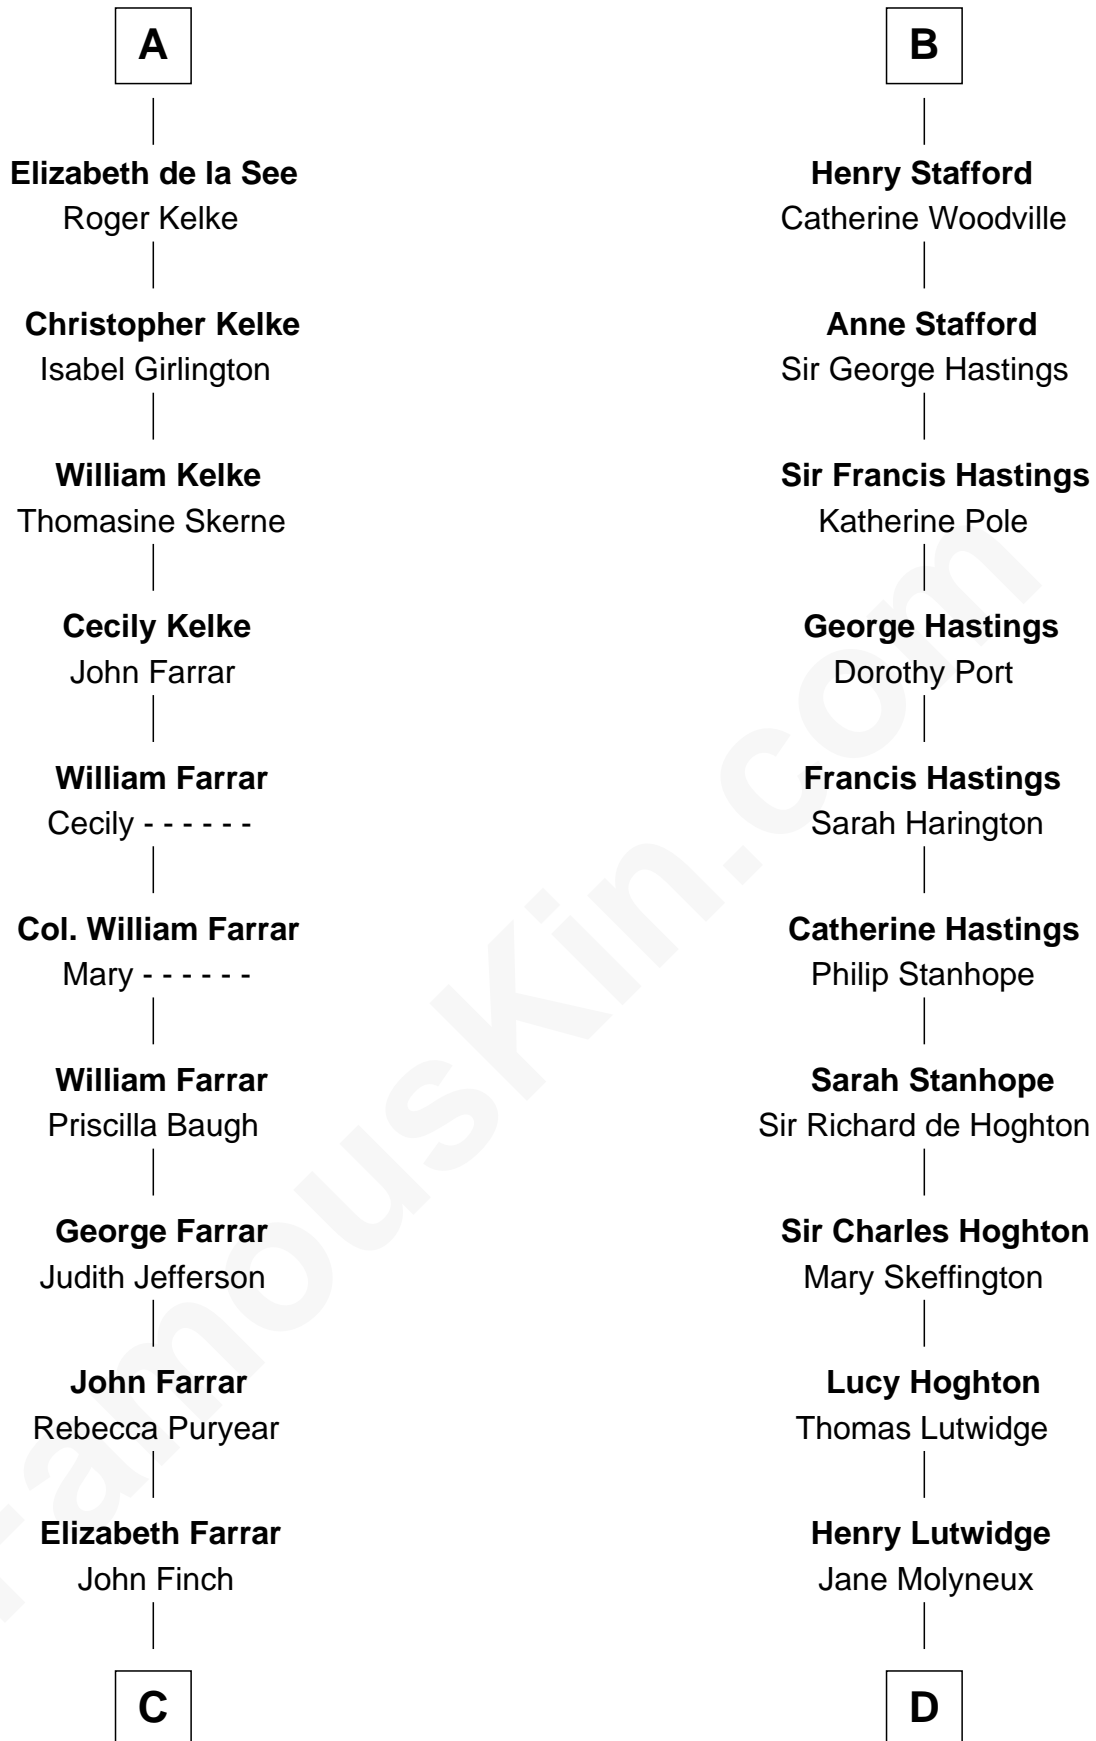 A
Elizabeth de la See
Roger Kelke
Christopher Kelke
Isabel Girlington
William Kelke
Thomasine Skerne
Cecily Kelke
John Farrar
William Farrar
Cecily - - - - - -
Col. William Farrar
Mary - - - - - -
William Farrar
Priscilla Baugh
George Farrar
Judith Jefferson
John Farrar
Rebecca Puryear
Elizabeth Farrar
John Finch
C
B
Henry Stafford
Catherine Woodville
Anne Stafford
Sir George Hastings
Sir Francis Hastings
Katherine Pole
George Hastings
Dorothy Port
Francis Hastings
Sarah Harington
Catherine Hastings
Philip Stanhope
Sarah Stanhope
Sir Richard de Hoghton
Sir Charles Hoghton
Mary Skeffington
Lucy Hoghton
Thomas Lutwidge
Henry Lutwidge
Jane Molyneux
D
FamousKin.com